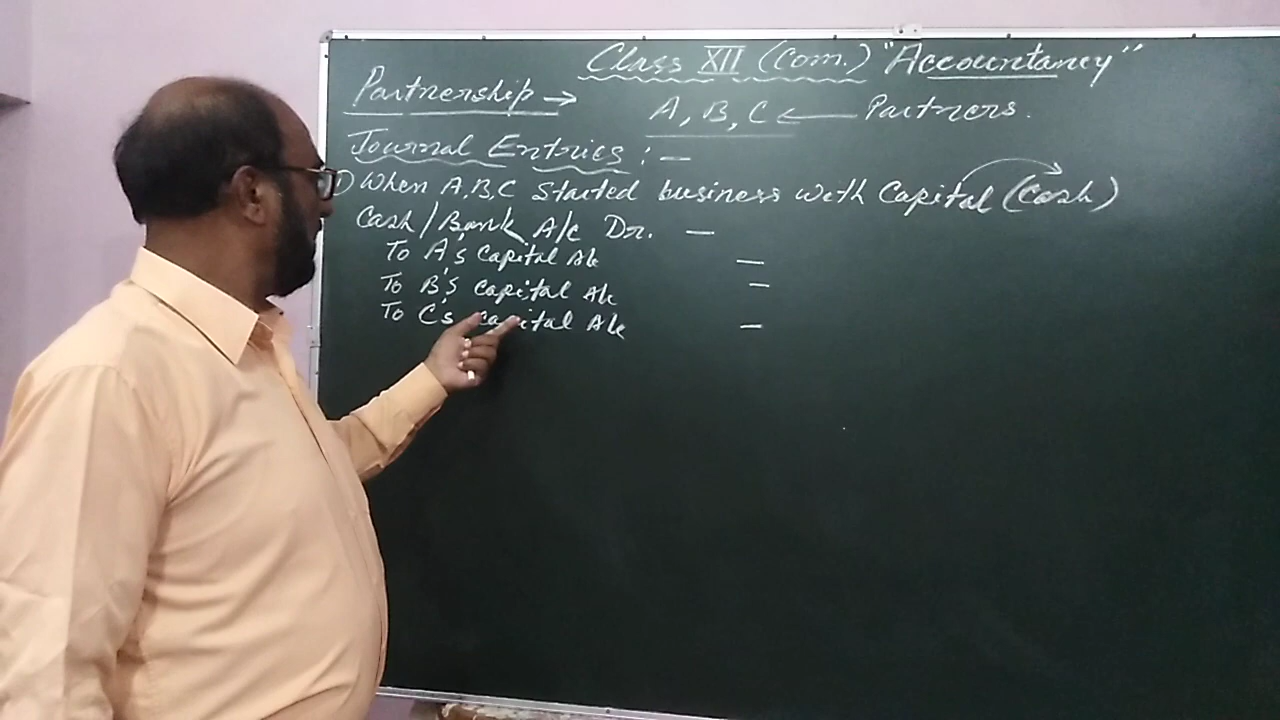 Class XII (Com.) "Accountancy"
Partnership →
A, B, C ← Partners.
Journal Entries :—
1) When A, B, C Started business with Capital (Cash)
Cash/Bank A/c Dr. —
To A's Capital A/c —
To B's Capital A/c —
To C's Capital A/c —